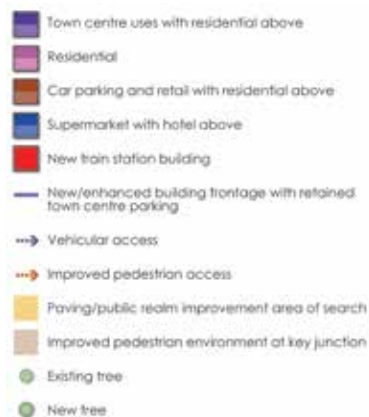 Town centre uses with residential above
Residential
Car parking and retail with residential above
Supermarket with hotel above
New train station building
New/enhanced building frontage with retained
town centre parking
Vehicular access
Improved pedestrian access
Paving/public realm improvement area of search
Improved pedestrian environment at key junction
Existing tree
New tree